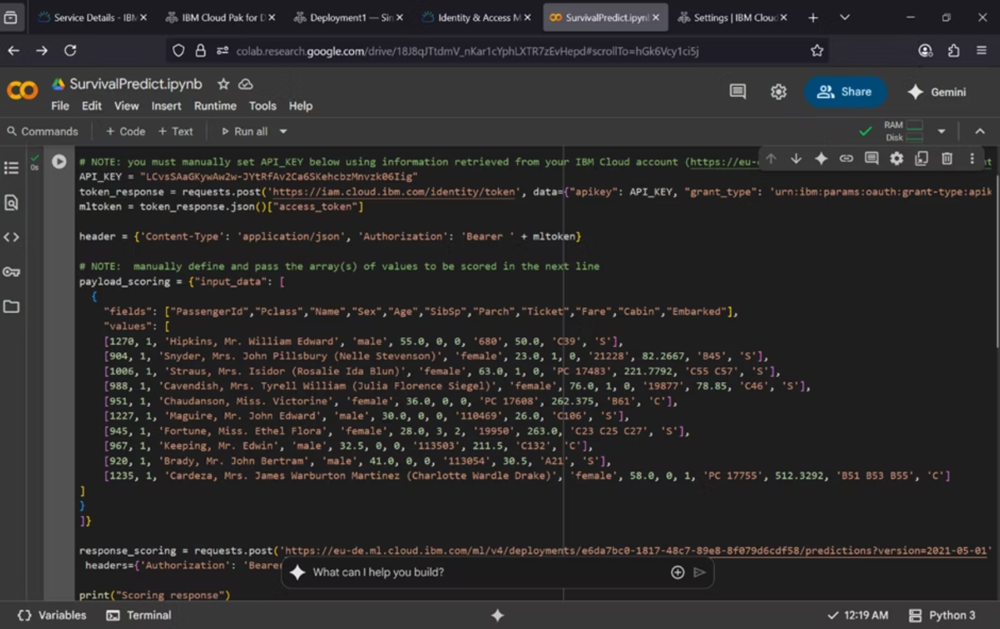 Service Details - IBM
IBM Cloud Pak for D
Deployment1 — Sin
Identity & Access M
SurvivalPredict.ipynl
Settings | IBM Cloud
colab.research.google.com/drive/18J8qJTtdmV_nKar1cYphLXTR7zEvHepd#scrollTo=hGk6Vcy1ci5j
SurvivalPredict.ipynb
Share
Gemini
File Edit View Insert Runtime Tools Help
Commands + Code + Text Run all
RAM
Disk
0s
# NOTE: you must manually set API_KEY below using information retrieved from your IBM Cloud account (https://eu-
API_KEY = "LCvsSAaGKywAw2w-JYtRfAv2Ca6SKehcbzMnvzk06Iig"
token_response = requests.post('https://iam.cloud.ibm.com/identity/token', data={"apikey": API_KEY, "grant_type": 'urn:ibm:params:oauth:grant-type:apik
mltoken = token_response.json()["access_token"]
header = {'Content-Type': 'application/json', 'Authorization': 'Bearer ' + mltoken}
# NOTE:  manually define and pass the array(s) of values to be scored in the next line
payload_scoring = {"input_data": [
{
"fields": ["PassengerId","Pclass","Name","Sex","Age","SibSp","Parch","Ticket","Fare","Cabin","Embarked"],
"values": [
[1270, 1, 'Hipkins, Mr. William Edward', 'male', 55.0, 0, 0, '680', 50.0, 'C39', 'S'],
[904, 1, 'Snyder, Mrs. John Pillsbury (Nelle Stevenson)', 'female', 23.0, 1, 0, '21228', 82.2667, 'B45', 'S'],
[1006, 1, 'Straus, Mrs. Isidor (Rosalie Ida Blun)', 'female', 63.0, 1, 0, 'PC 17483', 221.7792, 'C55 C57', 'S'],
[988, 1, 'Cavendish, Mrs. Tyrell William (Julia Florence Siegel)', 'female', 76.0, 1, 0, '19877', 78.85, 'C46', 'S'],
[951, 1, 'Chaudanson, Miss. Victorine', 'female', 36.0, 0, 0, 'PC 17608', 262.375, 'B61', 'C'],
[1227, 1, 'Maguire, Mr. John Edward', 'male', 30.0, 0, 0, '110469', 26.0, 'C106', 'S'],
[945, 1, 'Fortune, Miss. Ethel Flora', 'female', 28.0, 3, 2, '19950', 263.0, 'C23 C25 C27', 'S'],
[967, 1, 'Keeping, Mr. Edwin', 'male', 32.5, 0, 0, '113503', 211.5, 'C132', 'C'],
[920, 1, 'Brady, Mr. John Bertram', 'male', 41.0, 0, 0, '113054', 30.5, 'A21', 'S'],
[1235, 1, 'Cardeza, Mrs. James Warburton Martinez (Charlotte Wardle Drake)', 'female', 58.0, 0, 1, 'PC 17755', 512.3292, 'B51 B53 B55', 'C']
]
}
]}
response_scoring = requests.post('https://eu-de.ml.cloud.ibm.com/ml/v4/deployments/e6da7bc0-1817-48c7-89e8-8f079d6cdf58/predictions?version=2021-05-01'
headers={'Authorization': 'Bearer
What can I help you build?
print("Scoring response")
{} Variables Terminal
12:19 AM Python 3